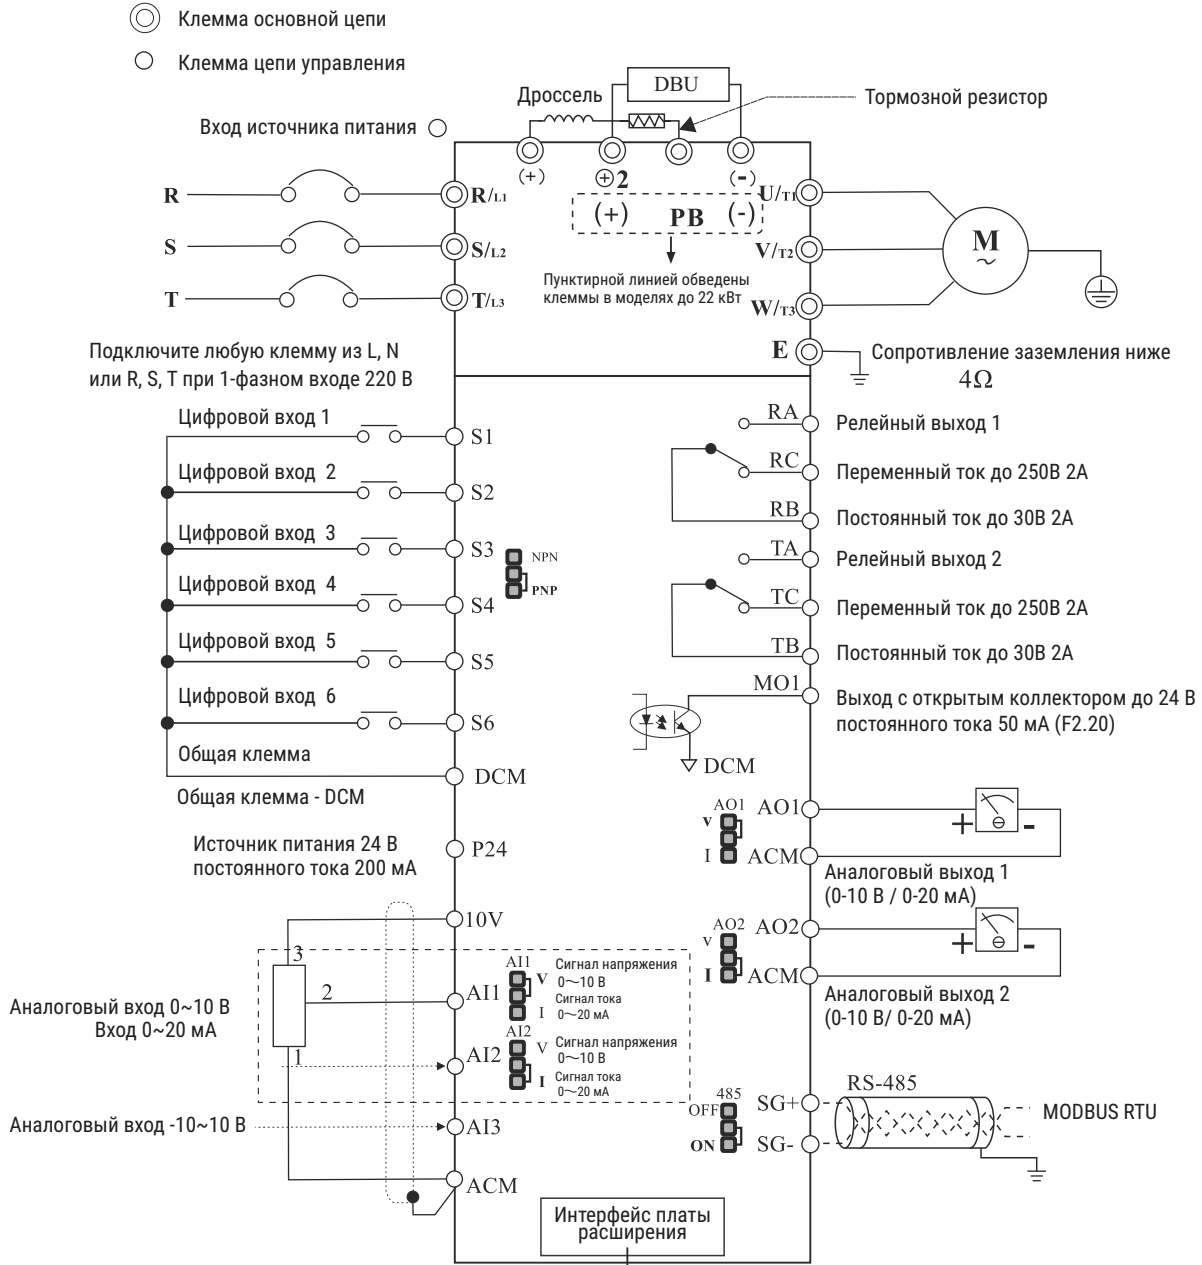 Клемма основной цепи
Клемма цепи управления
DBU
Дроссель
Тормозной резистор
Вход источника питания
(+)
⊕2
(-)
(+) PB (-)
Пунктирной линией обведены
клеммы в моделях до 22 кВт
R
R/L1
S
S/L2
T
T/L3
U/T1
V/T2
W/T3
M
~
E
Сопротивление заземления ниже
4Ω
Подключите любую клемму из L, N
или R, S, T при 1-фазном входе 220 В
Цифровой вход 1
S1
Цифровой вход 2
S2
Цифровой вход 3
S3
Цифровой вход 4
S4
Цифровой вход 5
S5
Цифровой вход 6
S6
NPN
PNP
Общая клемма
DCM
Общая клемма - DCM
Источник питания 24 В
постоянного тока 200 мА
P24
RA
Релейный выход 1
RC
Переменный ток до 250В 2А
RB
Постоянный ток до 30В 2А
TA
Релейный выход 2
TC
Переменный ток до 250В 2А
TB
Постоянный ток до 30В 2А
MO1
Выход с открытым коллектором до 24 В
постоянного тока 50 мА (F2.20)
DCM
AO1
V
I
AO1
+ -
ACM
Аналоговый выход 1
(0-10 В / 0-20 мА)
AO2
V
I
AO2
+ -
ACM
Аналоговый выход 2
(0-10 В/ 0-20 мА)
10V
3
2
1
Аналоговый вход 0~10 В
Вход 0~20 мА
AI1
AI1
V
Сигнал напряжения
0～10 В
I
Сигнал тока
0～20 мА
AI2
AI2
V
Сигнал напряжения
0～10 В
I
Сигнал тока
0～20 мА
Аналоговый вход -10~10 В
AI3
ACM
485
OFF
ON
SG+
SG-
RS-485
MODBUS RTU
Интерфейс платы
расширения